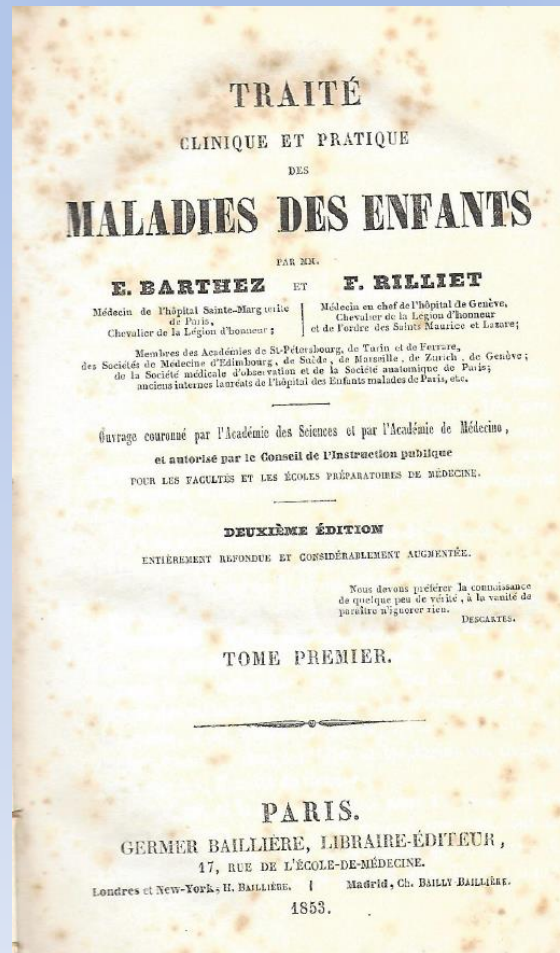 TRAITÉ
CLINIQUE ET PRATIQUE
DES
MALADIES DES ENFANTS
PAR MM.
E. BARTHEZ ET F. RILLIET
Médecin de l'hôpital Sainte-Marguerite
de Paris,
Chevalier de la Légion d'honneur ;
Médecin en chef de l'hôpital de Genève,
Chevalier de la Légion d'honneur
et de l'ordre des Saints Maurice et Lazare ;
Membres des Académies de St-Pétersbourg, de Turin et de Ferrare,
des Sociétés de Médecine d'Edimbourg, de Suède, de Marseille, de Zurich, de Genève ;
de la Société médicale d'observation et de la Société anatomique de Paris ;
anciens internes lauréats de l'hôpital des Enfants malades de Paris, etc.
Ouvrage couronné par l'Académie des Sciences et par l'Académie de Médecine,
et autorisé par le Conseil de l'Instruction publique
POUR LES FACULTÉS ET LES ÉCOLES PRÉPARATOIRES DE MÉDECINE.
DEUXIÈME ÉDITION
ENTIÈREMENT REFONDUE ET CONSIDÉRABLEMENT AUGMENTÉE.
Nous devons préférer la connaissance
de quelque peu de vérité, à la vanité de
paraître n'ignorer rien.
DESCARTES.
TOME PREMIER.
PARIS.
GERMER BAILLIÈRE, LIBRAIRE-ÉDITEUR,
17, RUE DE L'ÉCOLE-DE-MÉDECINE.
Londres et New-York, H. BAILLIÈRE. | Madrid, Ch. BAILLY-BAILLIÈRE.
1853.